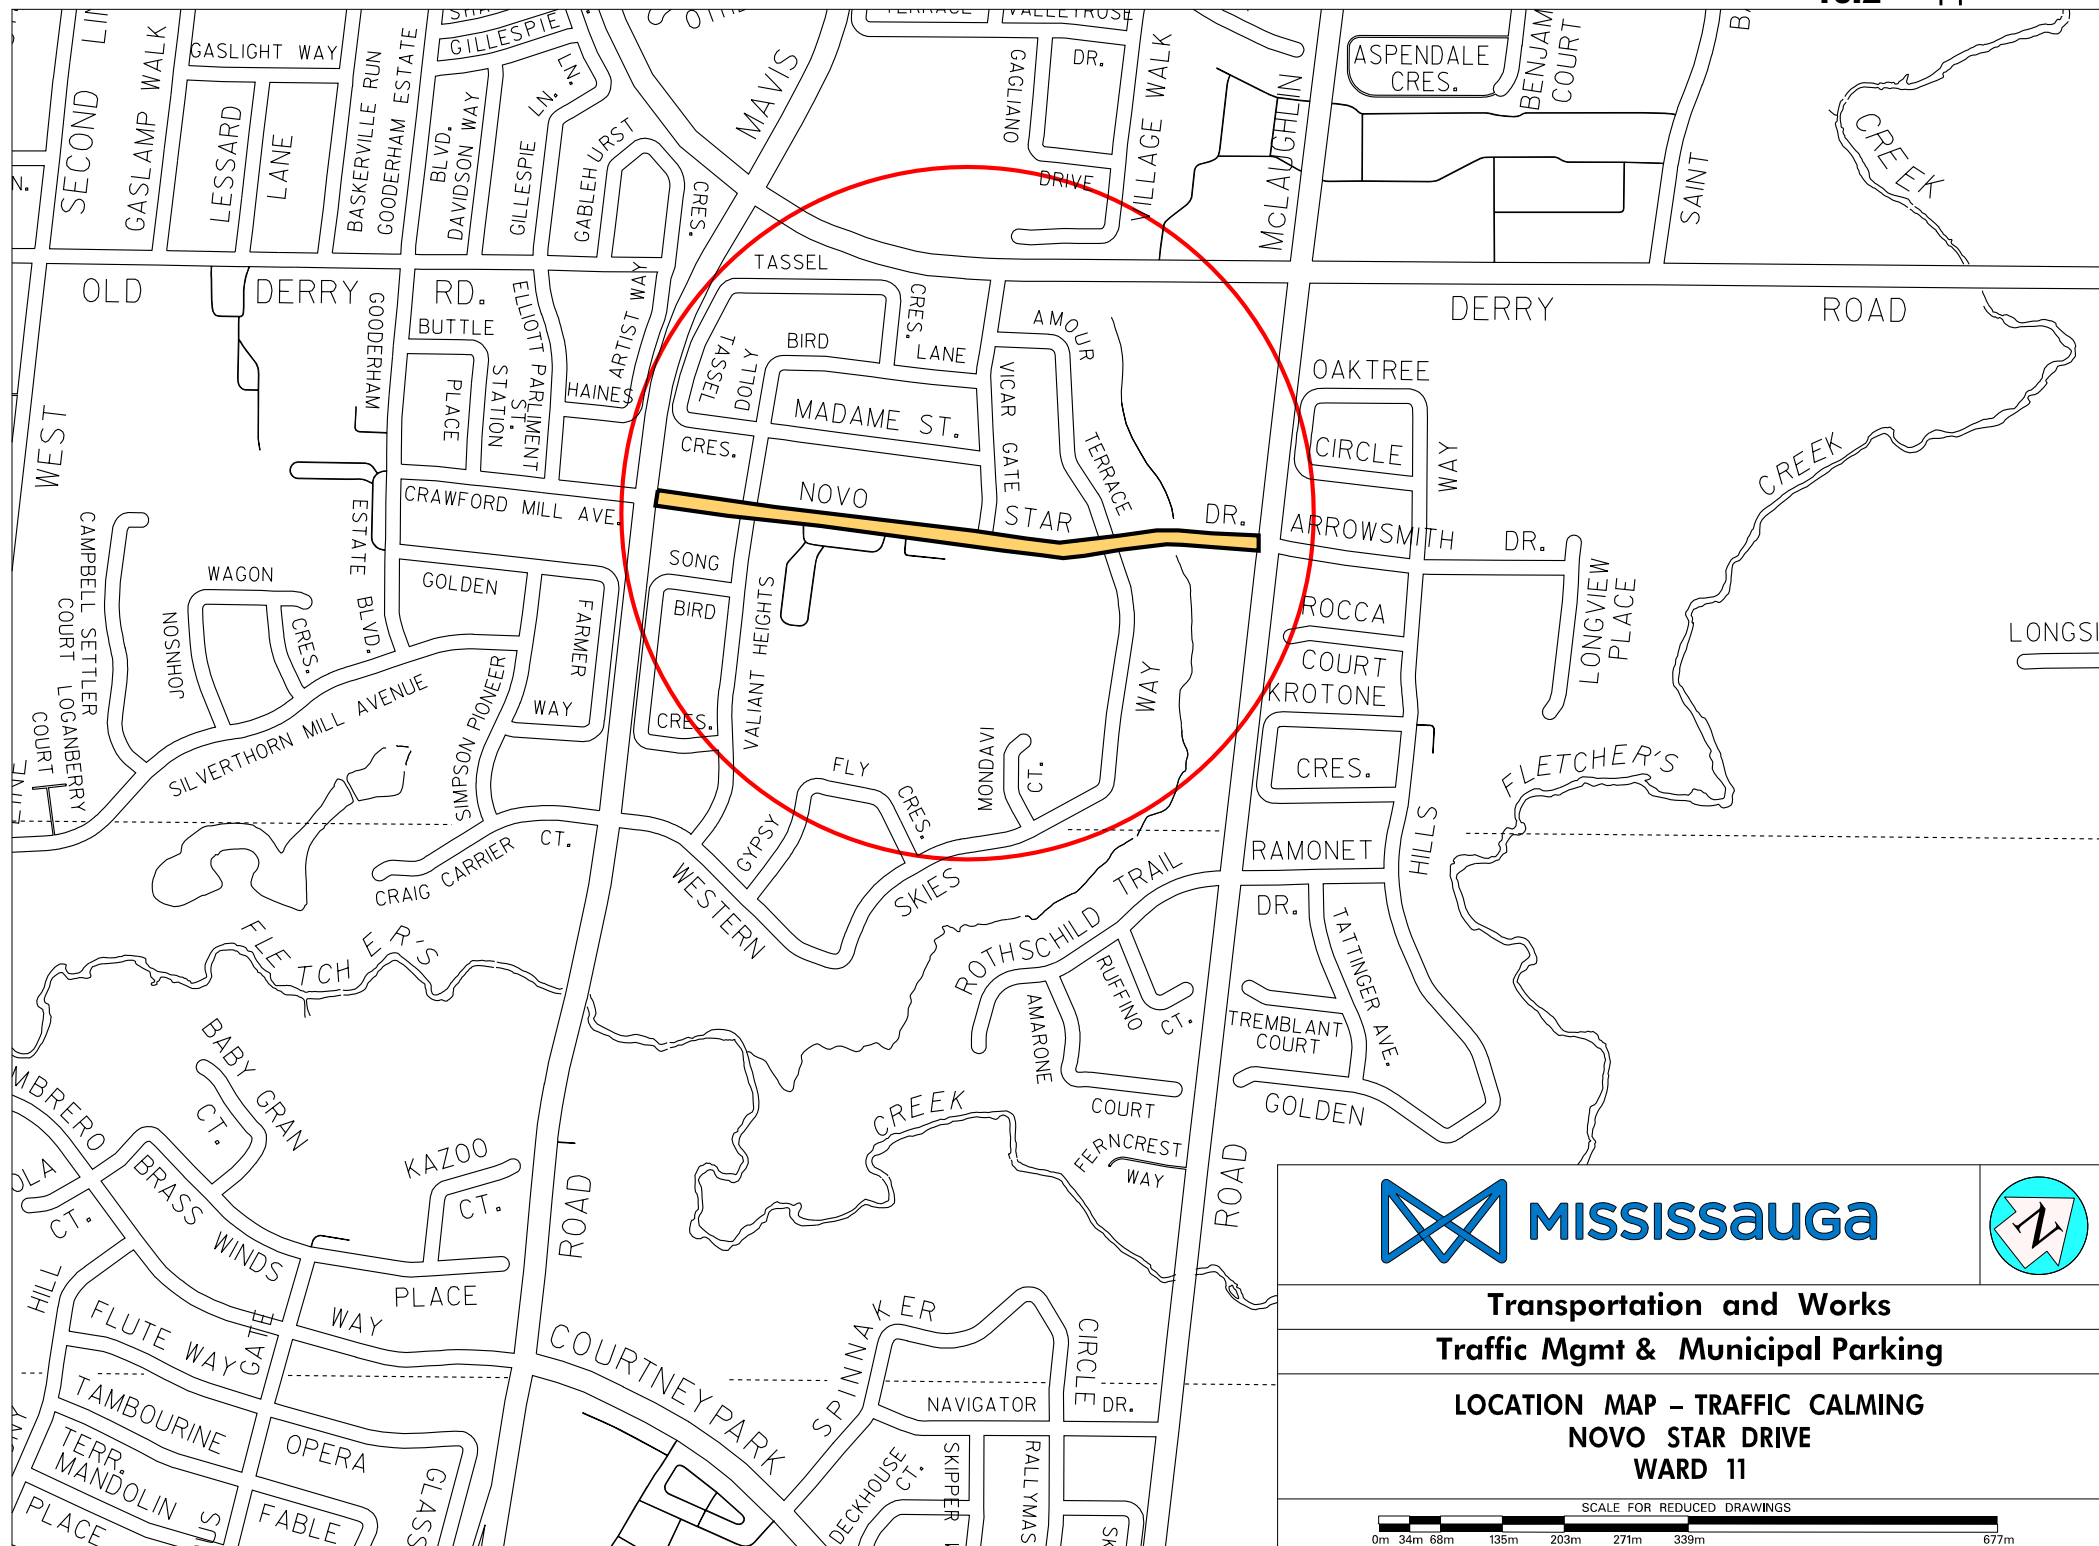 GASLIGHT WAY
SECOND
GASLAMP WALK
LESSARD
LANE
BASKERVILLE RUN
GOODERHAM ESTATE
BLVD.
DAVIDSON WAY
GILLESPIE
GILLESPIE
LN.
LN.
GABLEHURST
CRES.
MAVIS
VALLEYROSE
GAGLIANO
DR.
DRIVE
VILLAGE WALK
McLAUGHLIN
ASPENDALE
CRES.
COURT
SAINT
CREEK
OLD DERRY RD.
DERRY ROAD
GOODERHAM
BUTTLE
PLACE
STATION
ELLIOTT PARLIMENT
ST.
ARTIST WAY
HAINES
TASSEL
TASSEL
CRES.
CRES.
DOLLY
BIRD
LANE
MADAME ST.
VICAR GATE
AMOUR
TERRACE
OAKTREE
CIRCLE
WAY
CREEK
WEST
CRAWFORD MILL AVE.
NOVO STAR DR.
ARROWSMITH DR.
CAMPBELL SETTLER
COURT
LOGANBERRY
COURT
WAGON
JOHNSON
CRES.
ESTATE BLVD.
GOLDEN
FARMER
WAY
SONG
BIRD
CRES.
VALIANT HEIGHTS
WAY
ROCCA
COURT
KROTONE
CRES.
LONGVIEW
PLACE
SILVERTHORN MILL AVENUE
SIMPSON PIONEER
CRAIG CARRIER CT.
FLY
GYPSY
CRES.
MONDAVI
CT.
WESTERN
SKIES
RAMONET
DR.
HILLS
FLETCHER'S
FLETCHER'S
ROTHSCHILD TRAIL
RUFFINO
CT.
AMARONE
COURT
TATTINGER AVE.
TREMBLANT
COURT
GOLDEN
BABY GRAN
CT.
CREEK
FERNCREST
WAY
KAZOO
CT.
BRASS WINDS
PLACE
ROAD
ROAD
CT.
HILL
FLUTE WAY
GATE
WAY
COURTNEYPARK
SPINNAKER
CIRCLE
NAVIGATOR DR.
TAMBOURINE
TERR.
MANDOLIN
PLACE
OPERA
FABLE
GLASS
DECKHOUSE
CT.
SKIPPER
MISSISSauGa
N
Transportation and Works
Traffic Mgmt & Municipal Parking
LOCATION MAP – TRAFFIC CALMING
NOVO STAR DRIVE
WARD 11
SCALE FOR REDUCED DRAWINGS
0m 34m 68m 135m 203m 271m 339m 677m